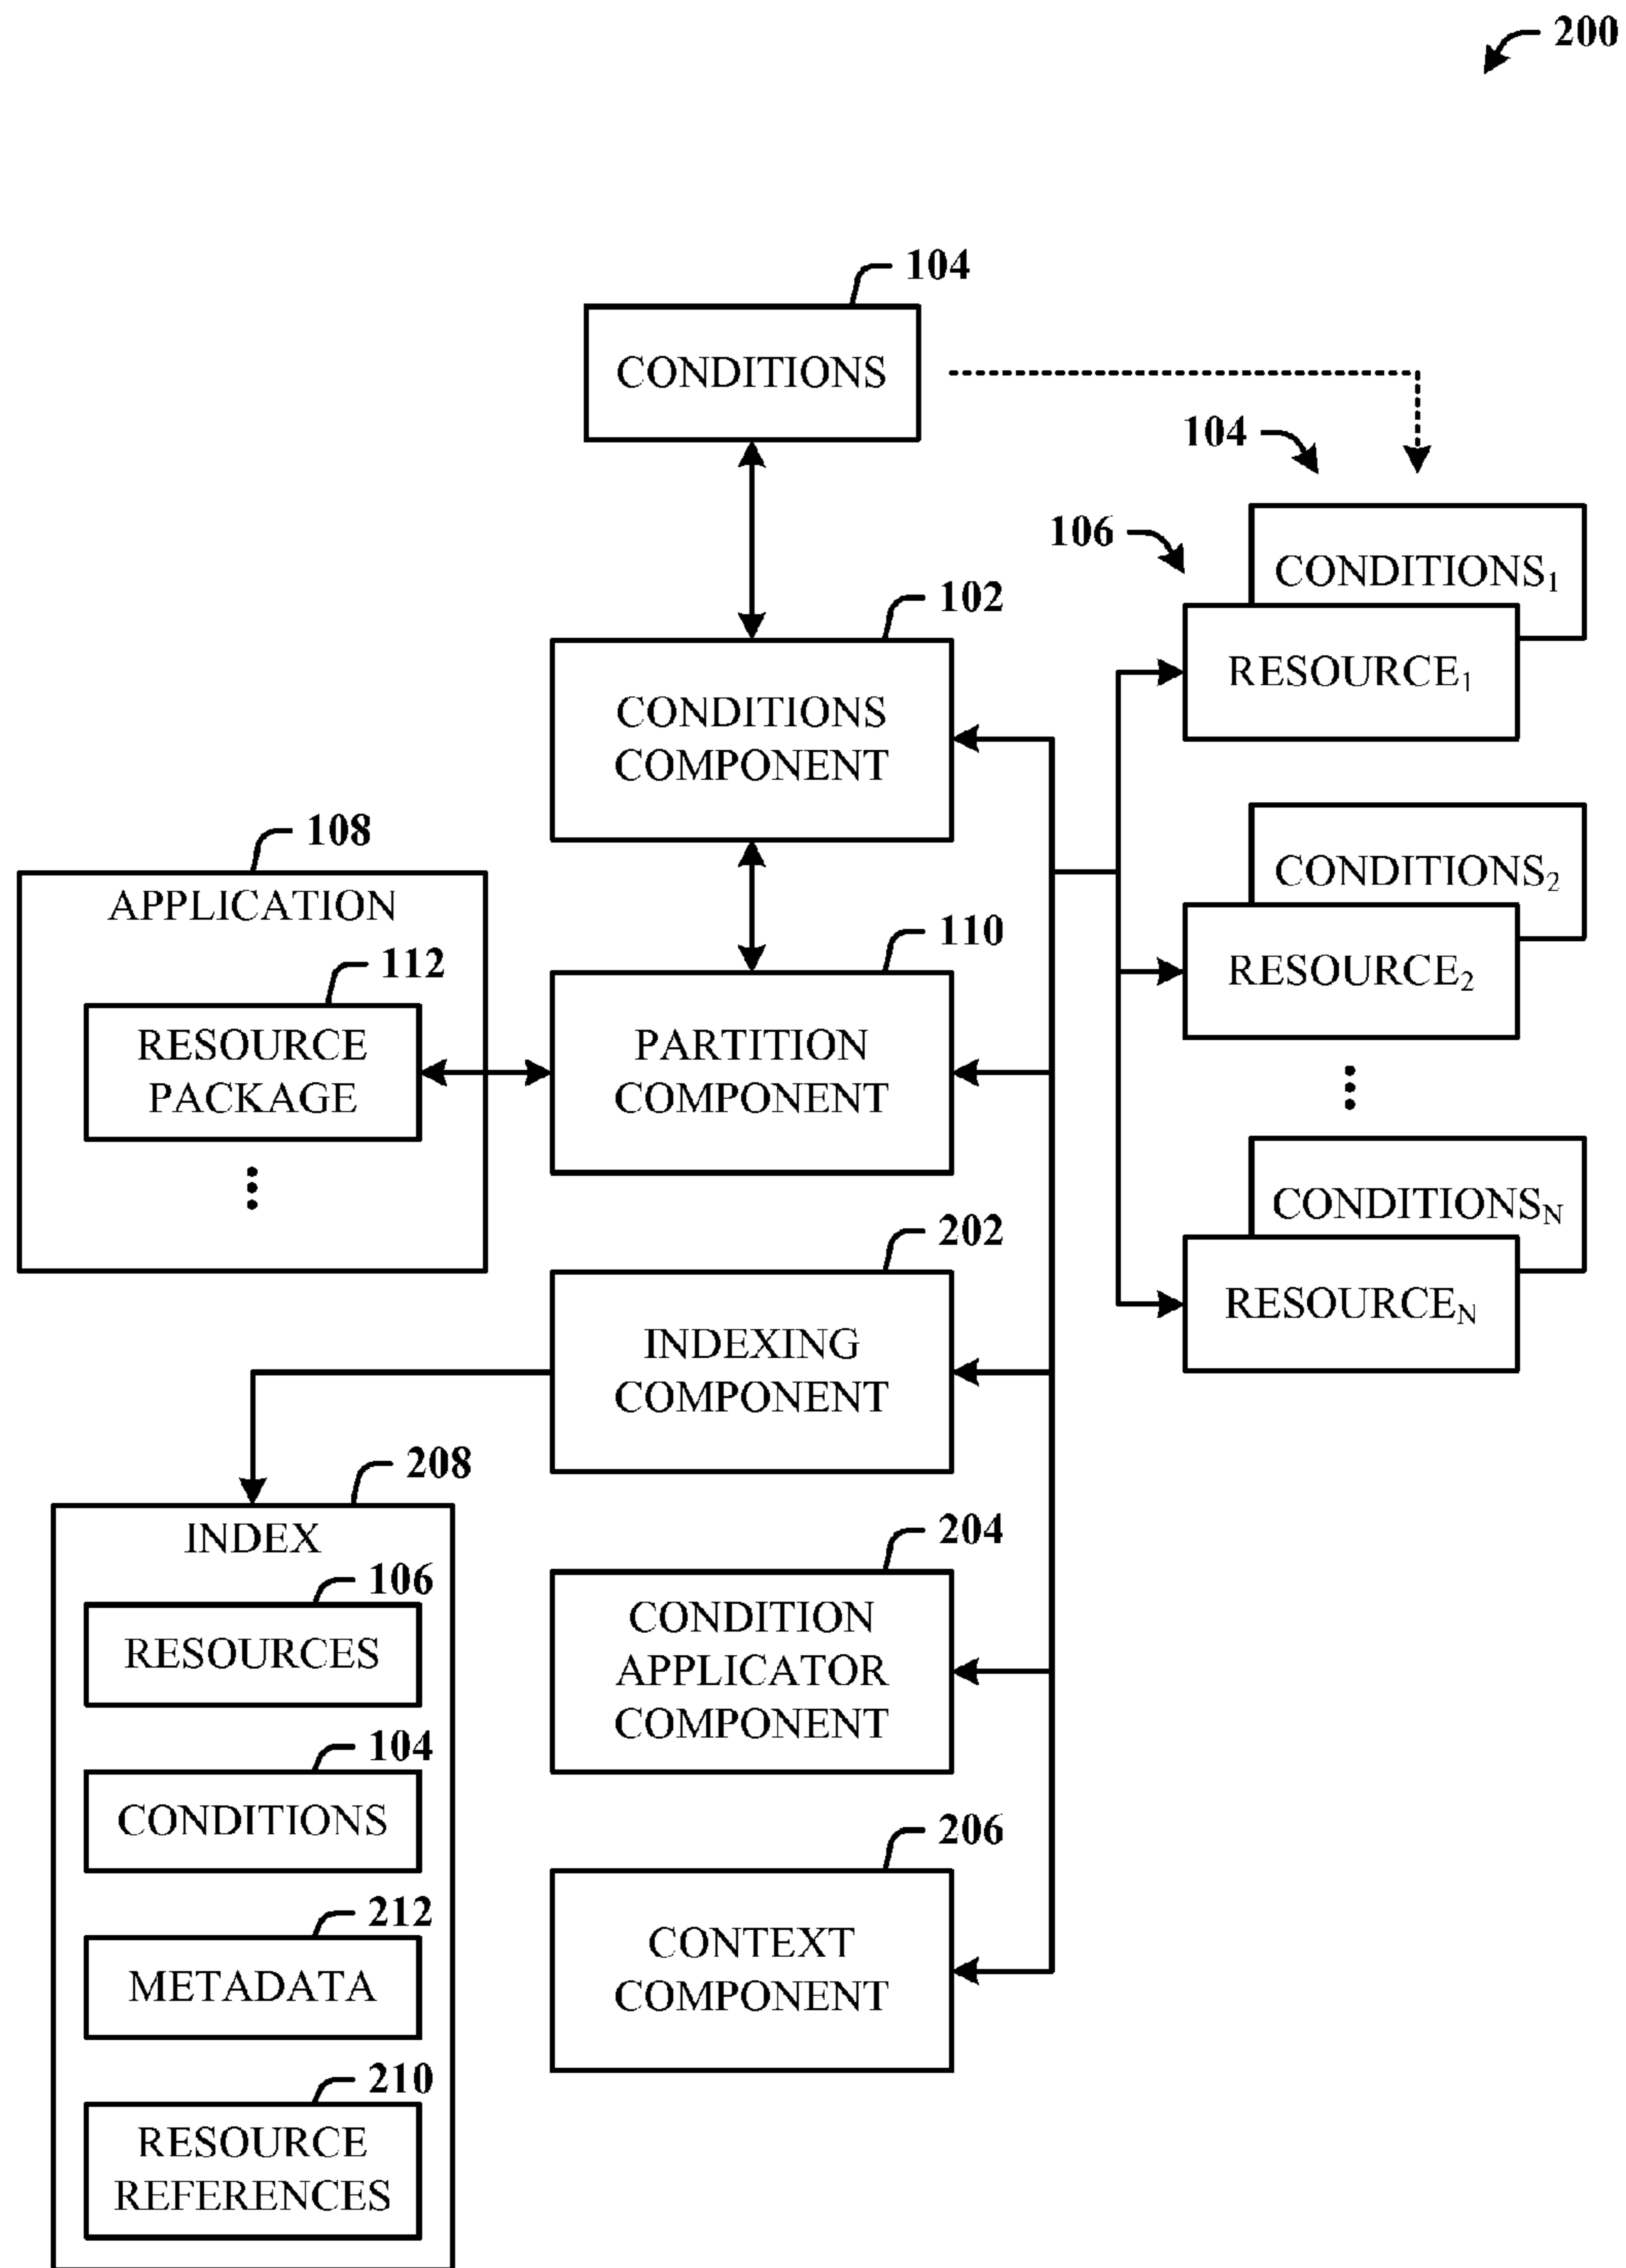 200
104
CONDITIONS
104
106
CONDITIONS₁
RESOURCE₁
102
CONDITIONS
COMPONENT
108
APPLICATION
112
RESOURCE
PACKAGE
110
PARTITION
COMPONENT
CONDITIONS₂
RESOURCE₂
CONDITIONS_N
RESOURCE_N
202
INDEXING
COMPONENT
208
INDEX
106
RESOURCES
104
CONDITIONS
212
METADATA
210
RESOURCE
REFERENCES
204
CONDITION
APPLICATOR
COMPONENT
206
CONTEXT
COMPONENT